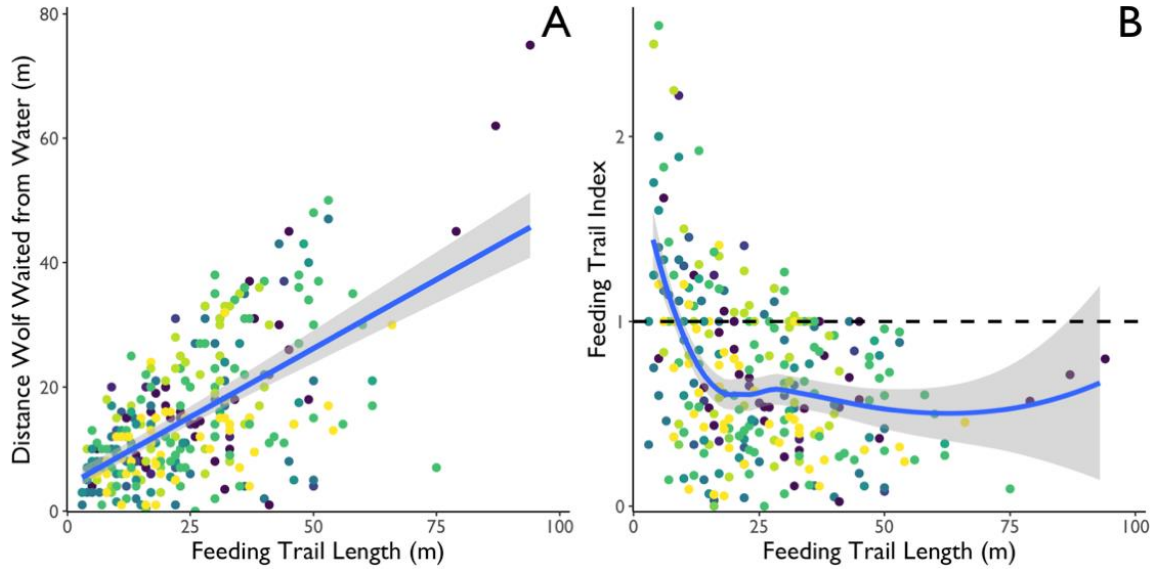 A
Distance Wolf Waited from Water (m)
80
60
40
20
0
0 25 50 75 100
Feeding Trail Length (m)
B
Feeding Trail Index
2
1
0
0 25 50 75 100
Feeding Trail Length (m)